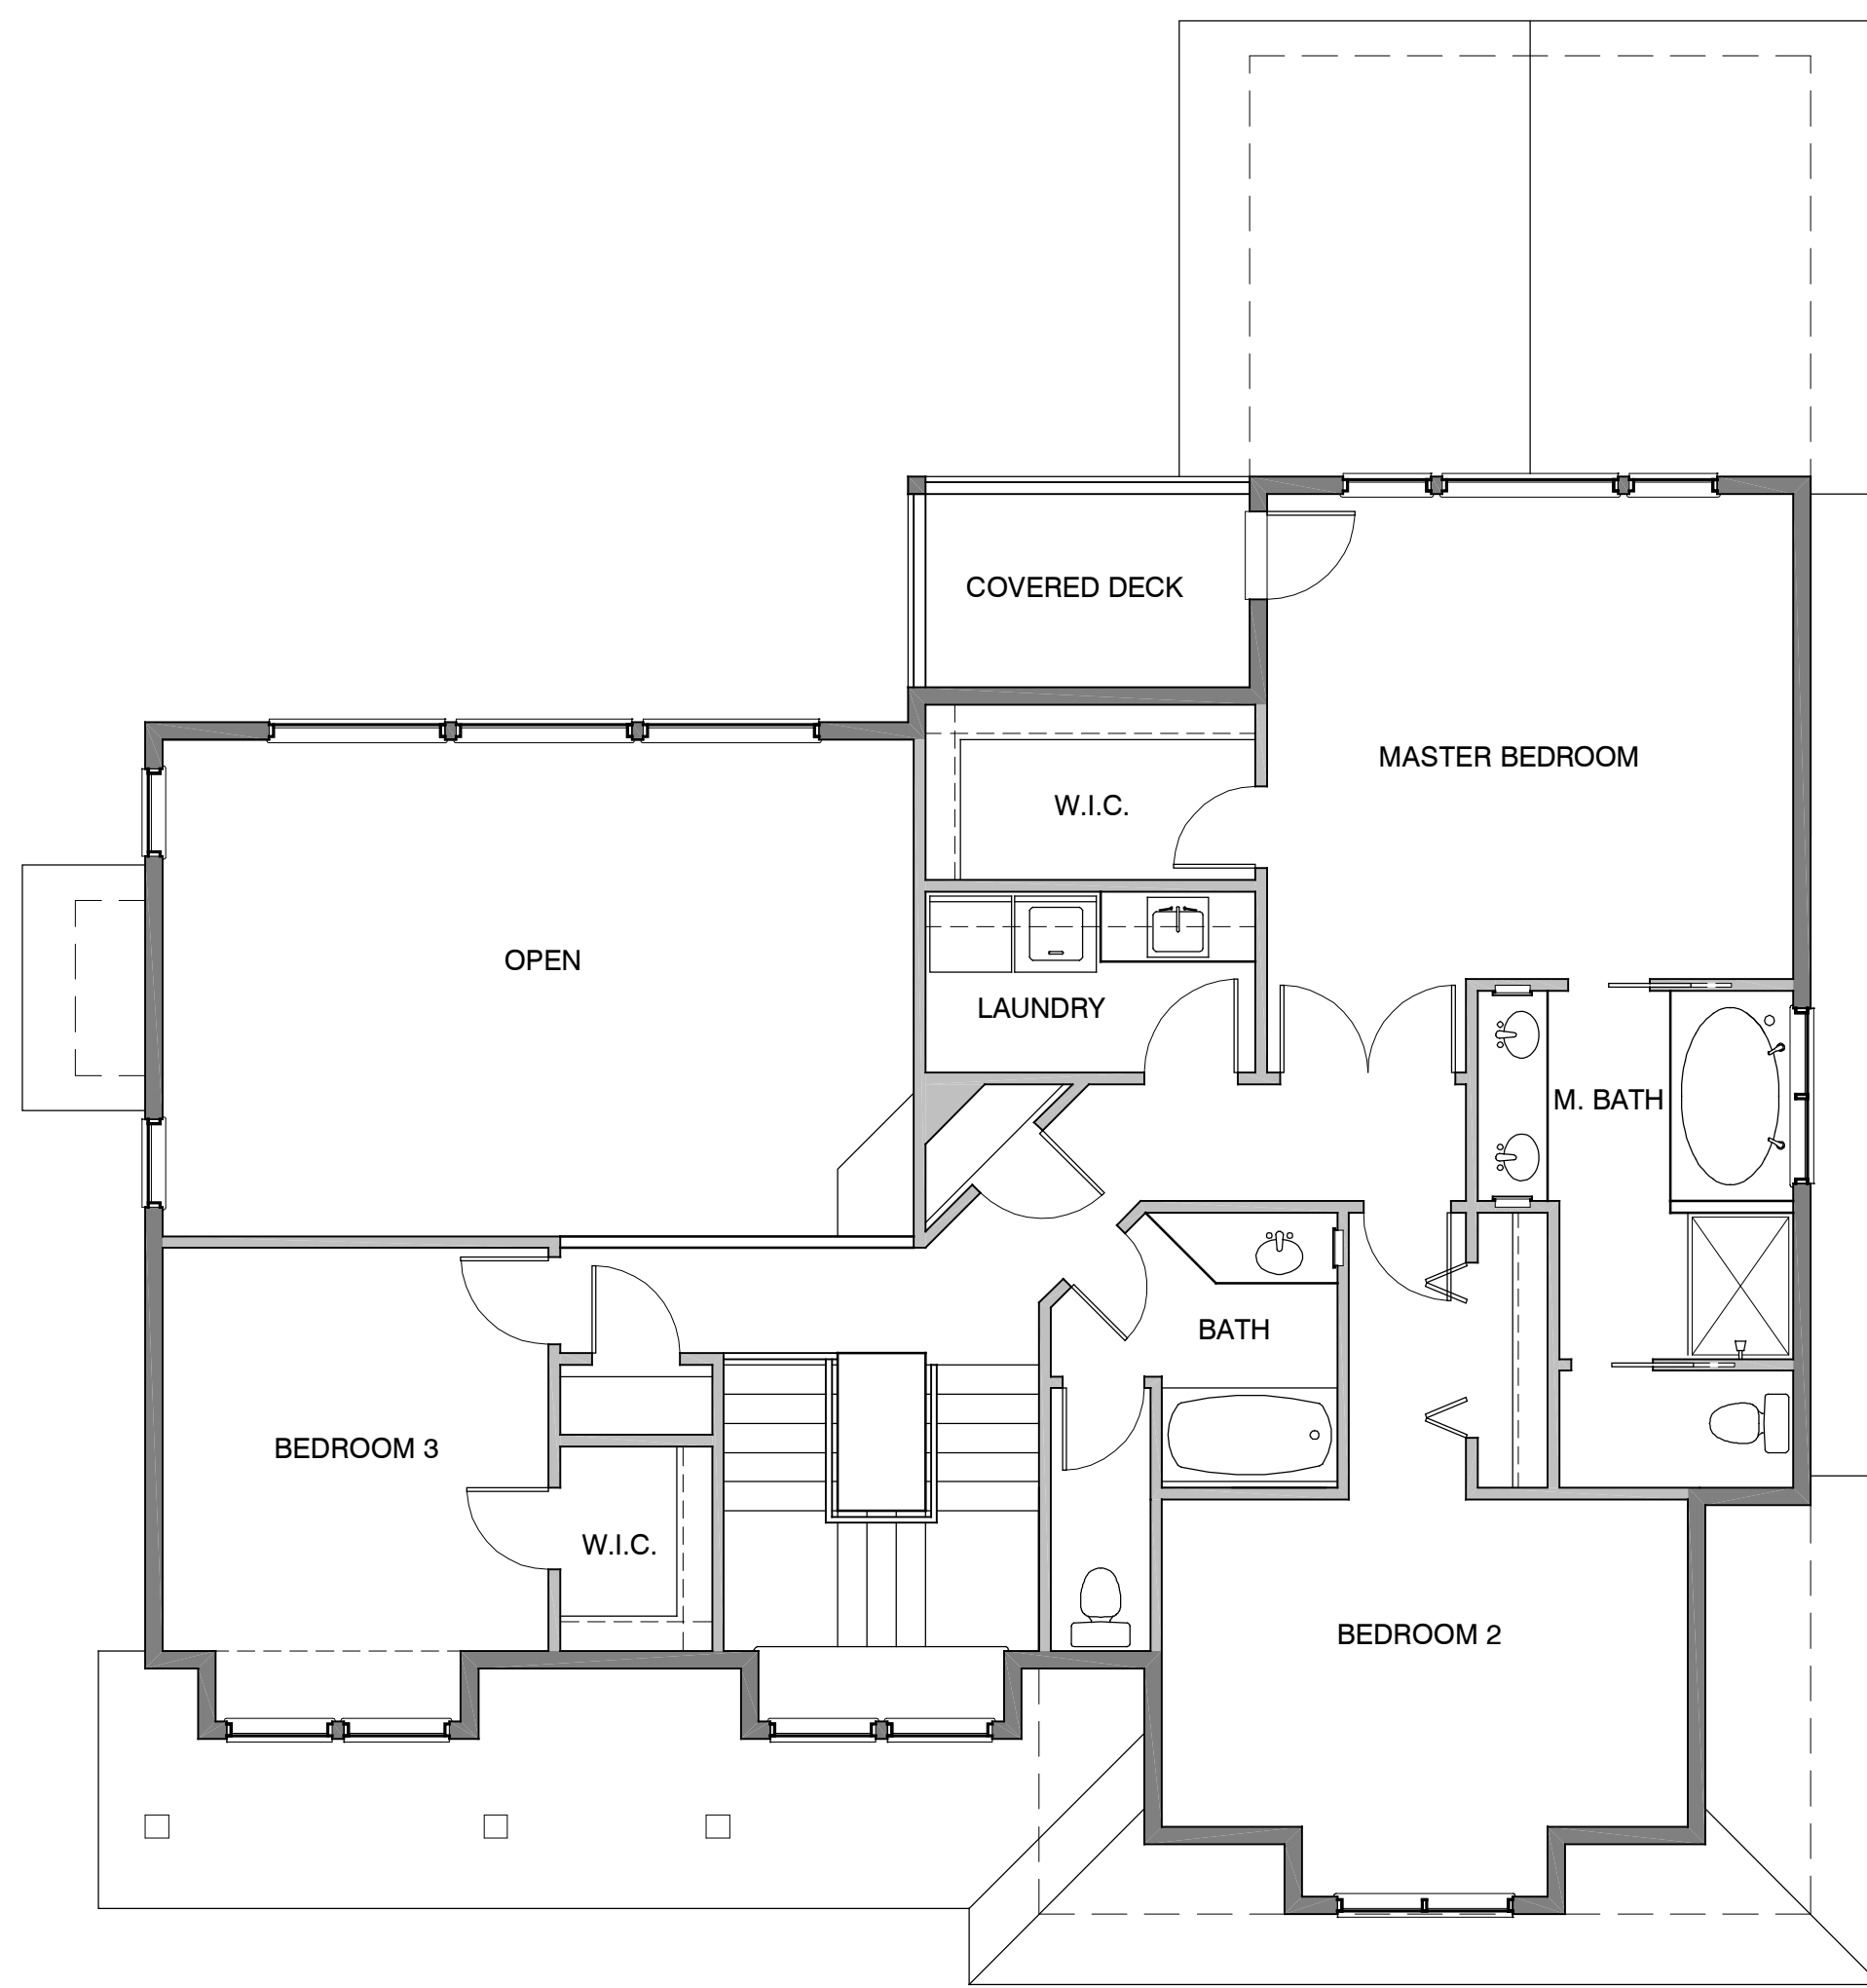 COVERED DECK
MASTER BEDROOM
W.I.C.
OPEN
LAUNDRY
M. BATH
BATH
BEDROOM 3
W.I.C.
BEDROOM 2